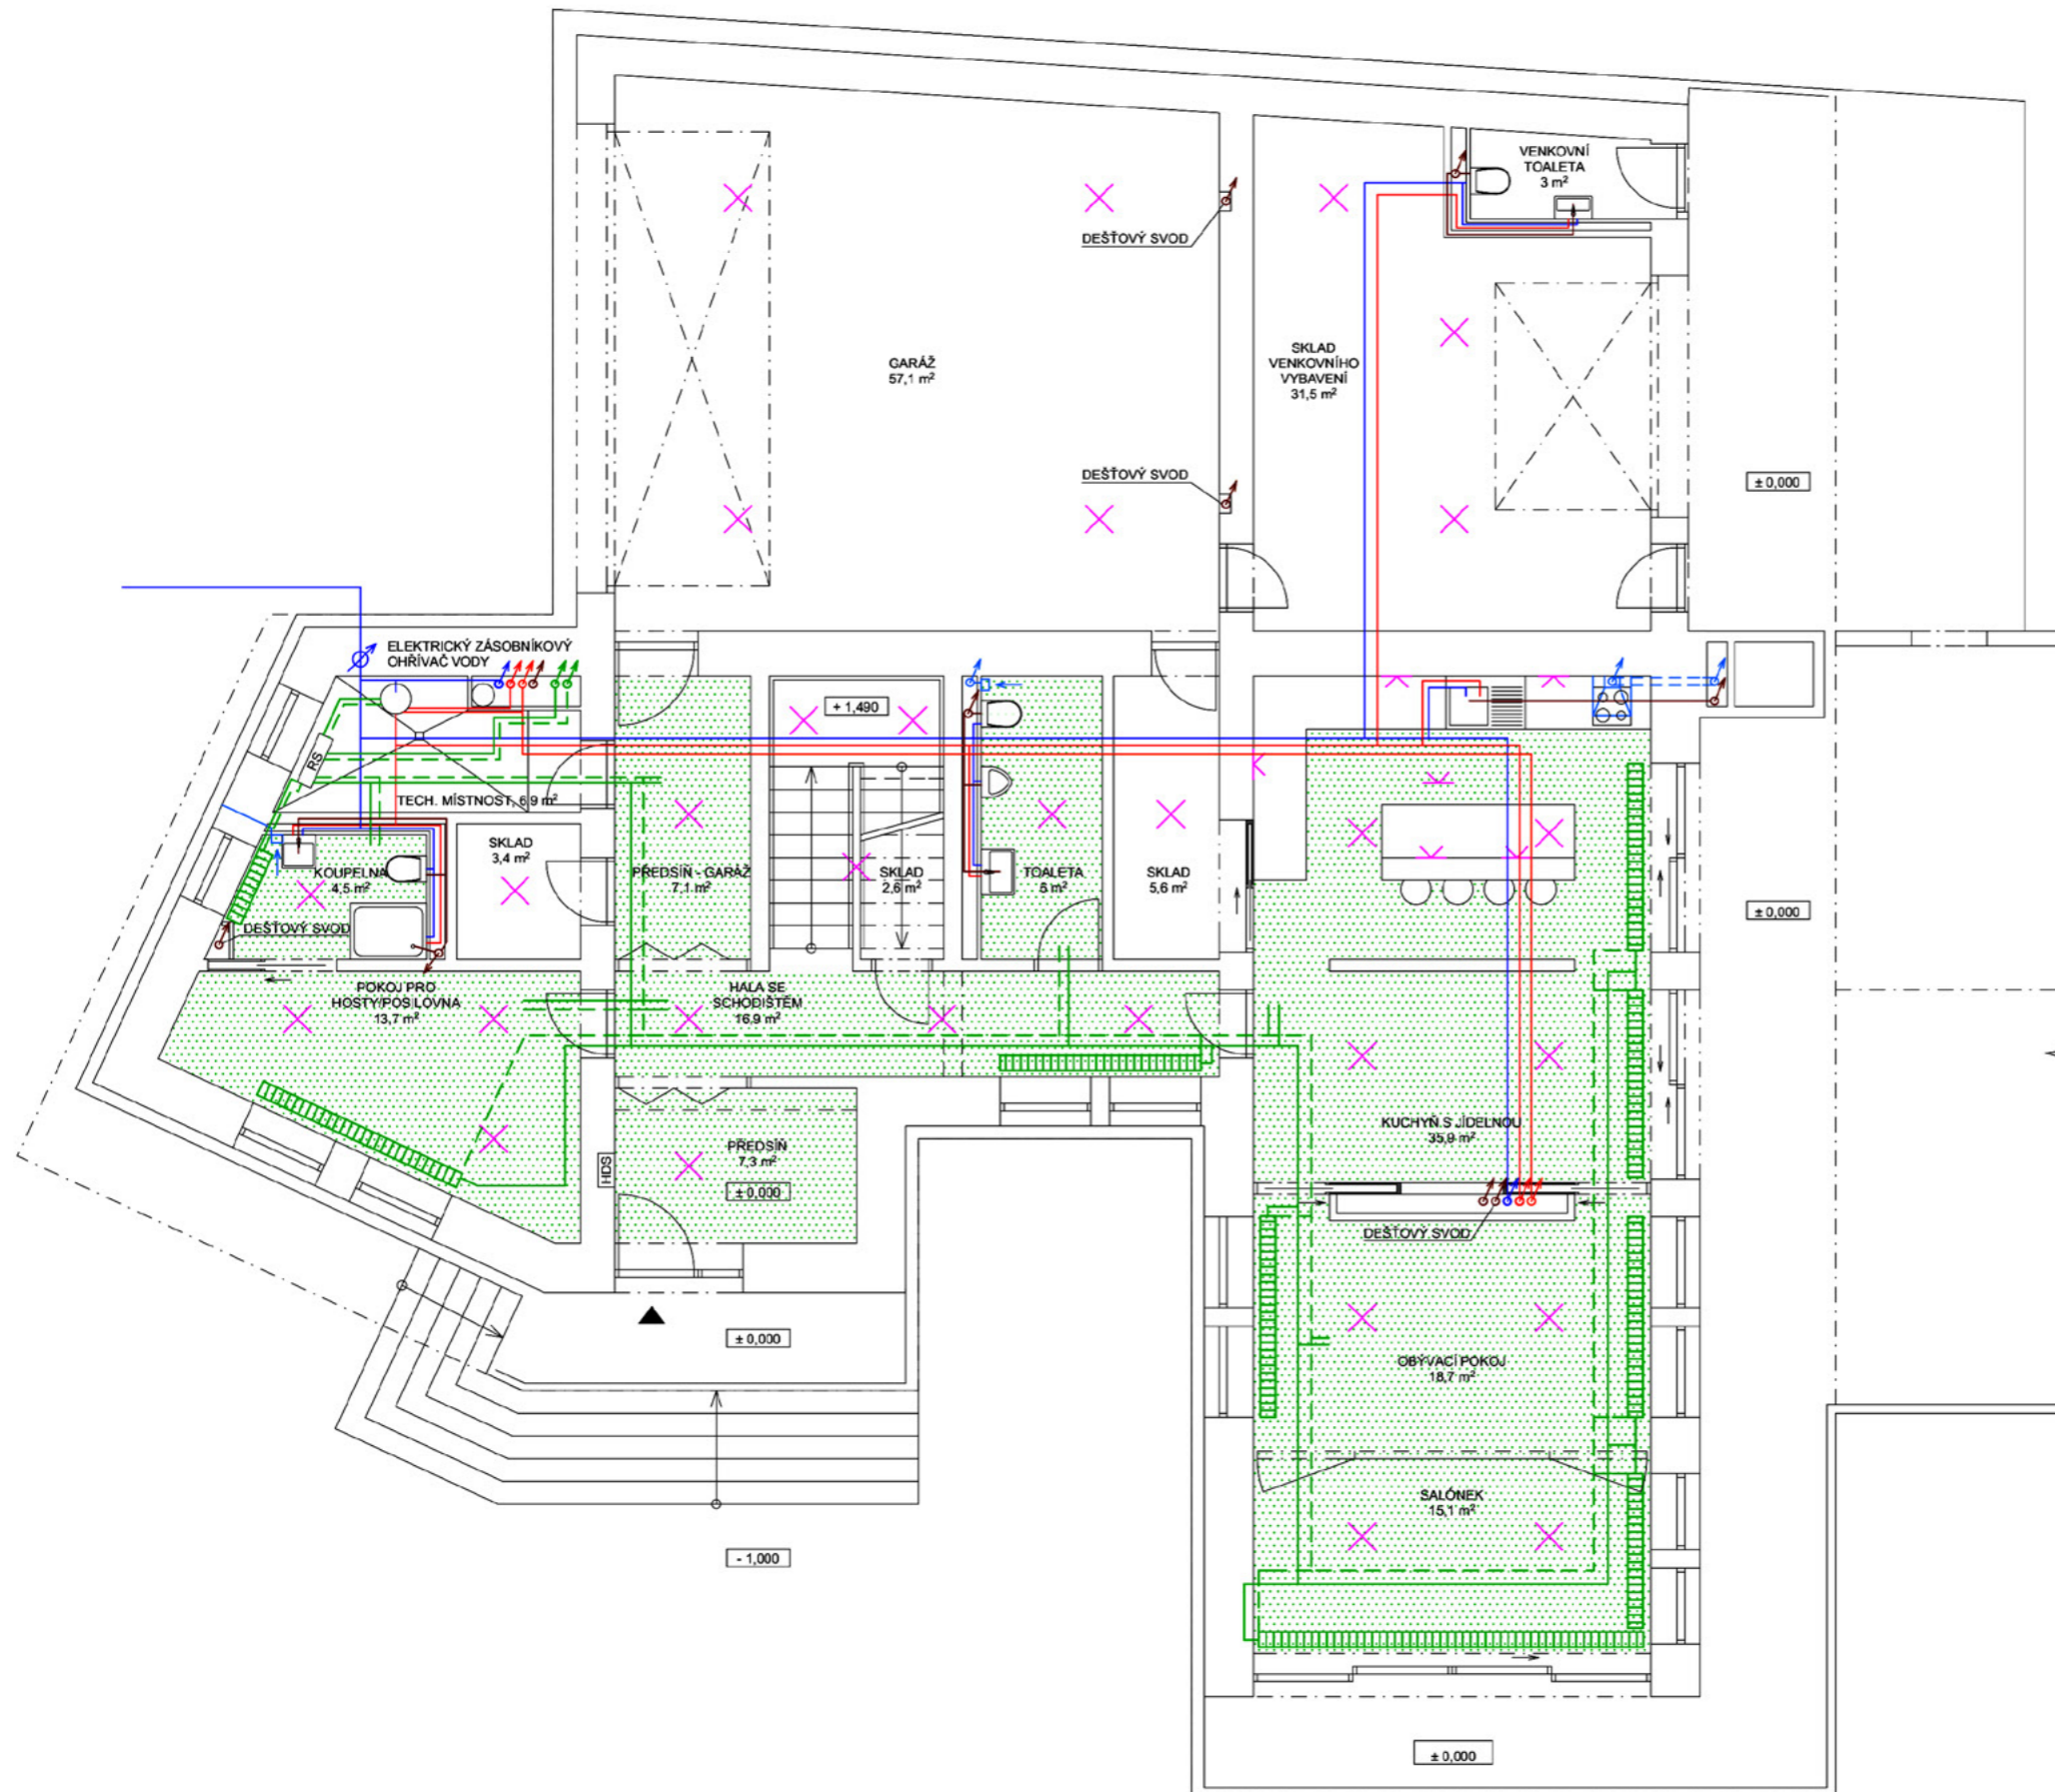 VENKOVNÍ
TOALETA
3 m²
DEŠŤOVÝ SVOD
GARÁŽ
57,1 m²
SKLAD
VENKOVNÍHO
VYBAVENÍ
31,5 m²
DEŠŤOVÝ SVOD
± 0,000
ELEKTRICKÝ ZÁSOBNÍKOVÝ
OHŘÍVAČ VODY
+ 1,490
RS
TECH. MÍSTNOST, 6,9 m²
SKLAD
3,4 m²
KOUPELNA
4,5 m²
PŘEDSÍŇ - GARÁŽ
7,1 m²
SKLAD
2,6 m²
TOALETA
6 m²
SKLAD
5,6 m²
± 0,000
DEŠŤOVÝ SVOD
POKOJ PRO
HOSTY/POSILOVNA
13,7 m²
HALA SE
SCHODIŠTĚM
16,9 m²
KUCHYŇ S JÍDELNOU
35,9 m²
HDS
PŘEDSÍŇ
7,3 m²
± 0,000
DEŠŤOVÝ SVOD
± 0,000
OBÝVACÍ POKOJ
18,7 m²
SALÓNEK
15,1 m²
- 1,000
± 0,000